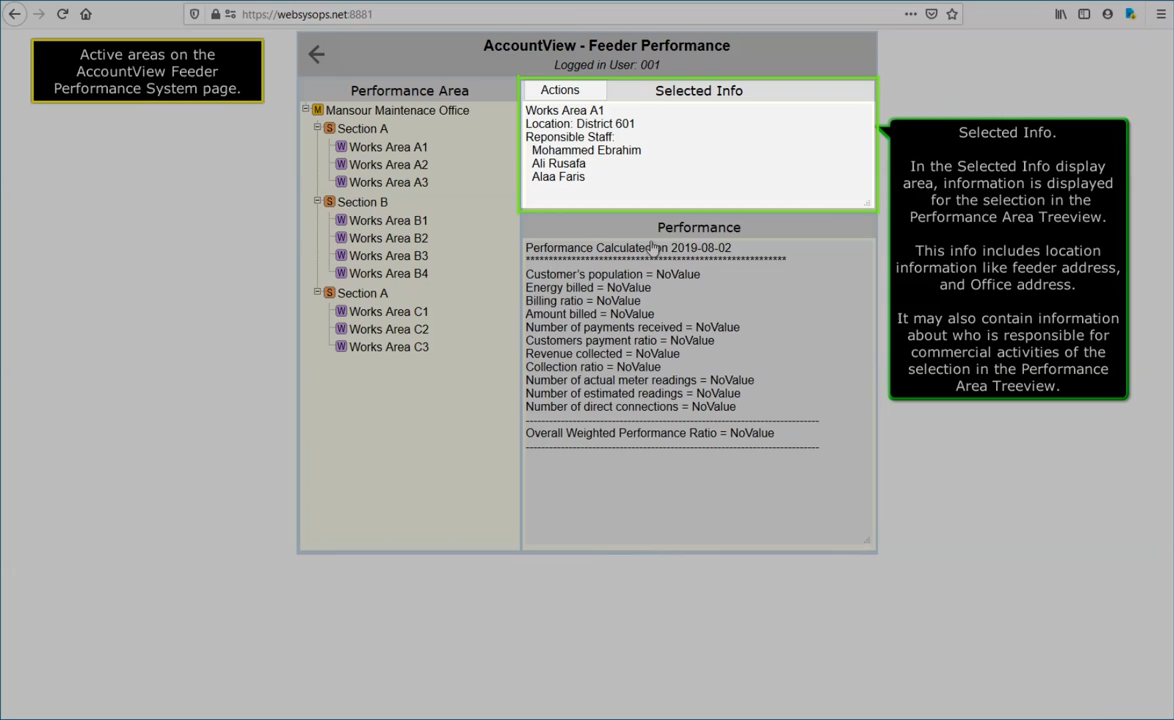 https://websysops.net:8881
Active areas on the
AccountView Feeder
Performance System page.
AccountView - Feeder Performance
Logged in User: 001
Performance Area
M Mansour Maintenace Office
S Section A
W Works Area A1
W Works Area A2
W Works Area A3
S Section B
W Works Area B1
W Works Area B2
W Works Area B3
W Works Area B4
S Section A
W Works Area C1
W Works Area C2
W Works Area C3
Actions
Selected Info
Works Area A1
Location: District 601
Reponsible Staff:
Mohammed Ebrahim
Ali Rusafa
Alaa Faris
Performance
Performance Calculated on 2019-08-02
************************************************************
Customer's population = NoValue
Energy billed = NoValue
Billing ratio = NoValue
Amount billed = NoValue
Number of payments received = NoValue
Customers payment ratio = NoValue
Revenue collected = NoValue
Collection ratio = NoValue
Number of actual meter readings = NoValue
Number of estimated readings = NoValue
Number of direct connections = NoValue
--------------------------------------------------------------------------------
Overall Weighted Performance Ratio = NoValue
--------------------------------------------------------------------------------
Selected Info.
In the Selected Info display
area, information is displayed
for the selection in the
Performance Area Treeview.
This info includes location
information like feeder address,
and Office address.
It may also contain information
about who is responsible for
commercial activities of the
selection in the Performance
Area Treeview.